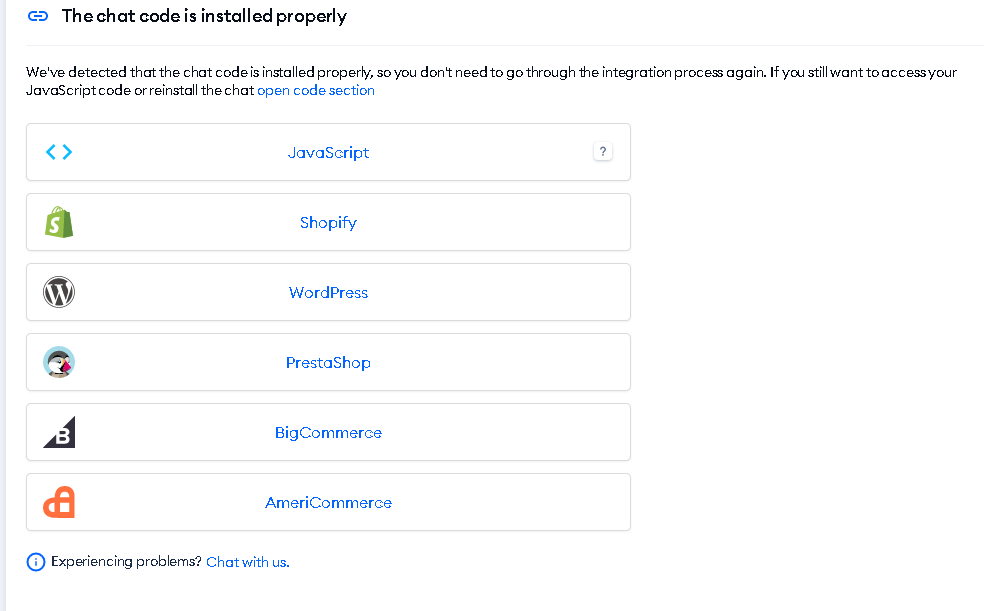 The chat code is installed properly
We've detected that the chat code is installed properly, so you don't need to go through the integration process again. If you still want to access your
JavaScript code or reinstall the chat open code section
JavaScript
?
Shopify
WordPress
PrestaShop
BigCommerce
AmeriCommerce
Experiencing problems? Chat with us.